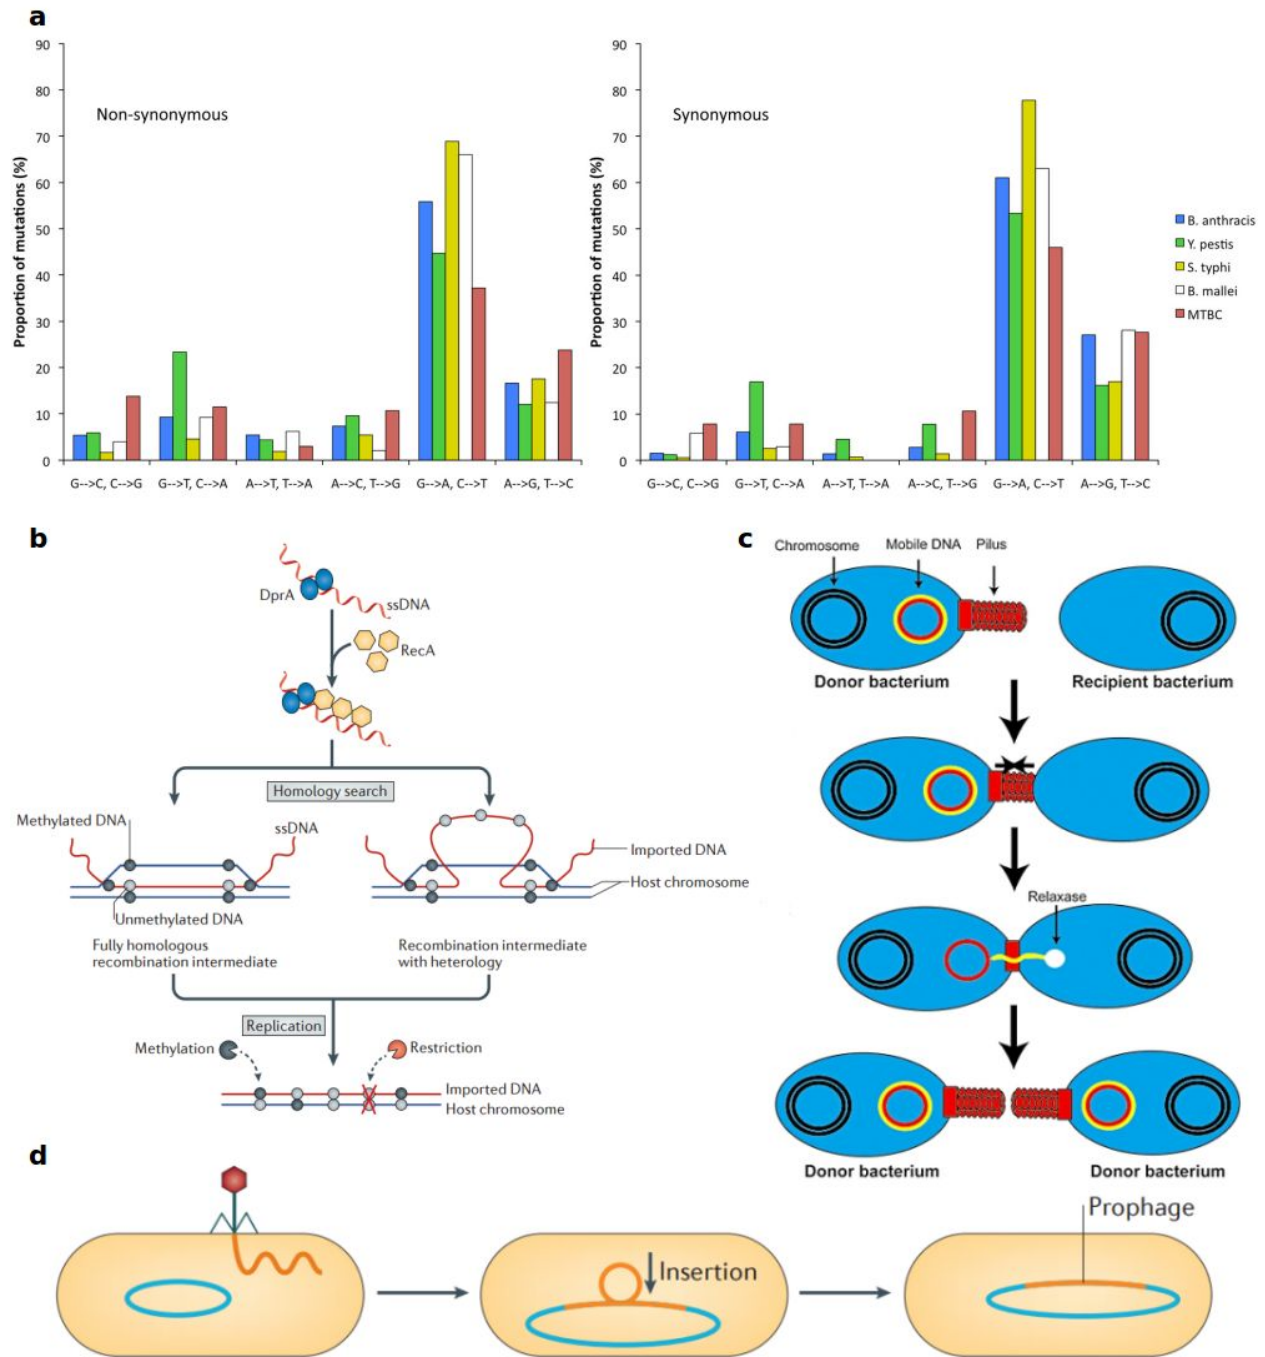 a
90
80
70
60
50
40
30
20
10
0
Proportion of mutations (%)
Non-synonymous
G-->C, C-->G
G-->T, C-->A
A-->T, T-->A
A-->C, T-->G
G-->A, C-->T
A-->G, T-->C
90
80
70
60
50
40
30
20
10
0
Proportion of mutations (%)
Synonymous
G-->C, C-->G
G-->T, C-->A
A-->T, T-->A
A-->C, T-->G
G-->A, C-->T
A-->G, T-->C
B. anthracis
Y. pestis
S. typhi
B. mallei
MTBC
b
DprA
ssDNA
RecA
Homology search
Methylated DNA
ssDNA
Unmethylated DNA
Imported DNA
Host chromosome
Fully homologous
recombination intermediate
Recombination intermediate
with heterology
Replication
Methylation
Restriction
Imported DNA
Host chromosome
c
Chromosome
Mobile DNA
Pilus
Donor bacterium
Recipient bacterium
Relaxase
Donor bacterium
Donor bacterium
d
Insertion
Prophage